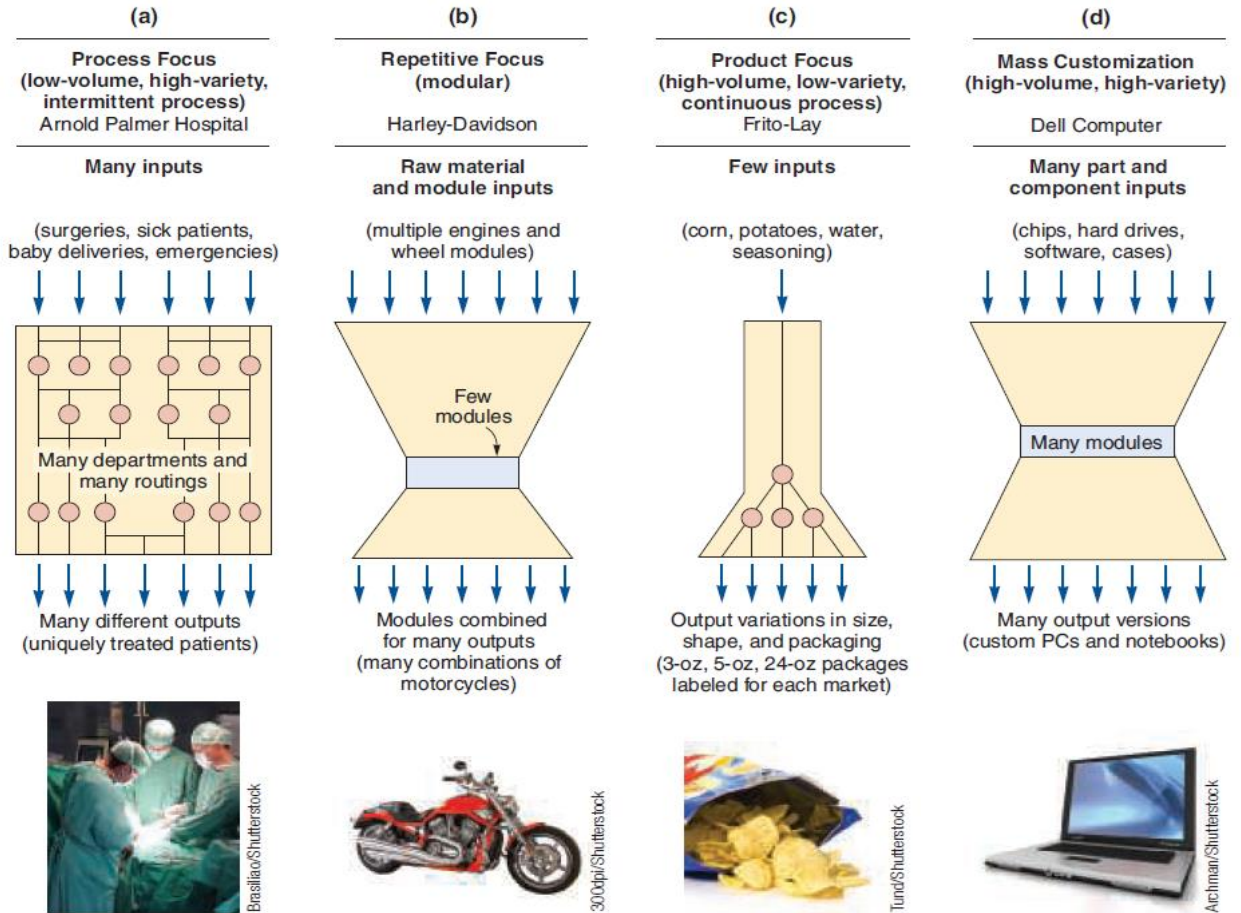 (a)
Process Focus
(low-volume, high-variety,
intermittent process)
Arnold Palmer Hospital
Many inputs
(surgeries, sick patients,
baby deliveries, emergencies)
Many departments and
many routings
Many different outputs
(uniquely treated patients)
Brasiliao/Shutterstock
(b)
Repetitive Focus
(modular)
Harley-Davidson
Raw material
and module inputs
(multiple engines and
wheel modules)
Few
modules
Modules combined
for many outputs
(many combinations of
motorcycles)
300dpi/Shutterstock
(c)
Product Focus
(high-volume, low-variety,
continuous process)
Frito-Lay
Few inputs
(corn, potatoes, water,
seasoning)
Output variations in size,
shape, and packaging
(3-oz, 5-oz, 24-oz packages
labeled for each market)
Tund/Shutterstock
(d)
Mass Customization
(high-volume, high-variety)
Dell Computer
Many part and
component inputs
(chips, hard drives,
software, cases)
Many modules
Many output versions
(custom PCs and notebooks)
Archman/Shutterstock